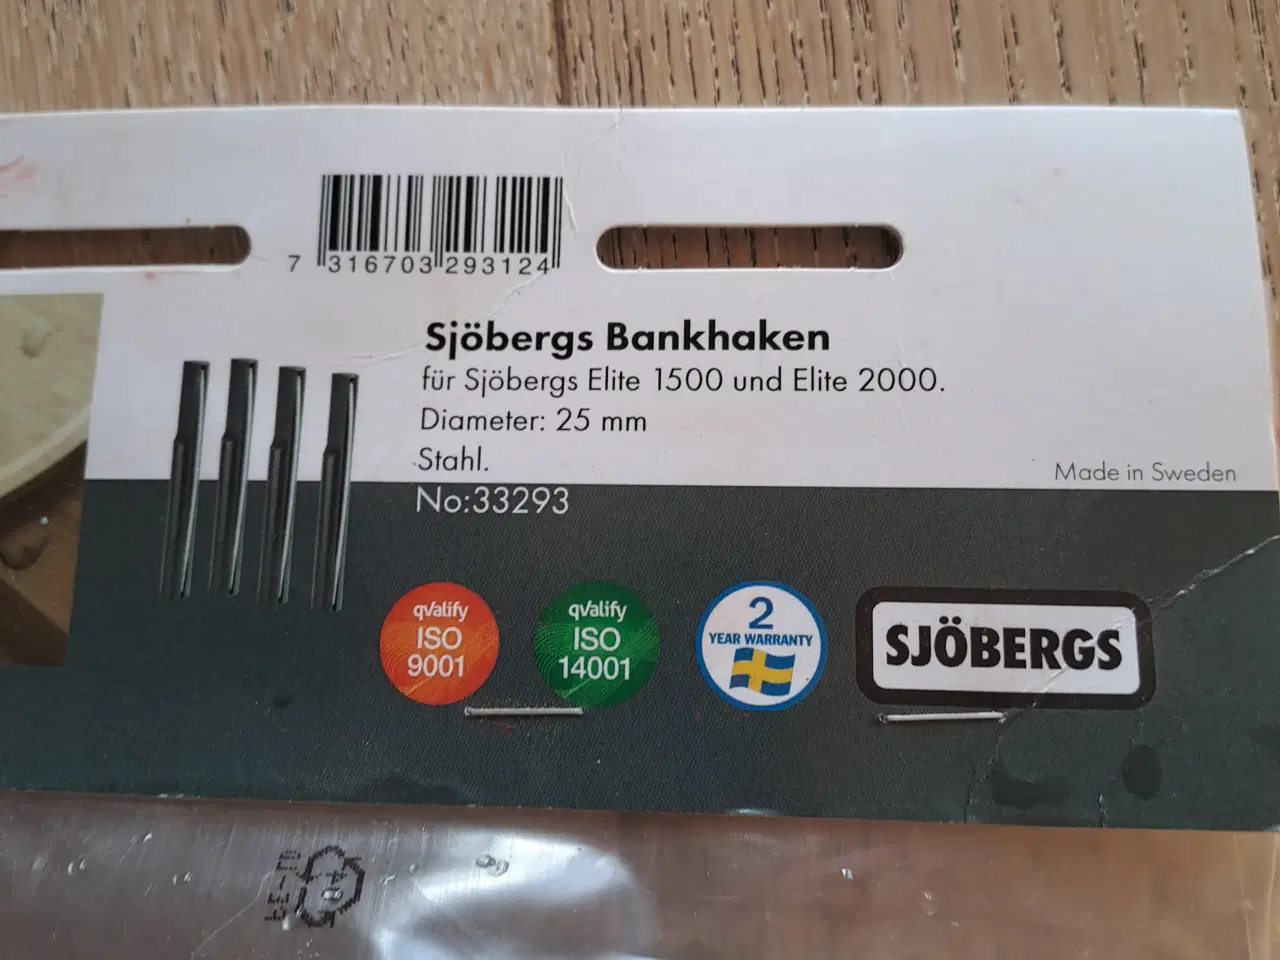 7 316703 293124
Sjöbergs Bankhaken
für Sjöbergs Elite 1500 und Elite 2000.
Diameter: 25 mm
Stahl.
Made in Sweden
No:33293
qvalify
ISO
9001
qvalify
ISO
14001
2
YEAR WARRANTY
SJÖBERGS